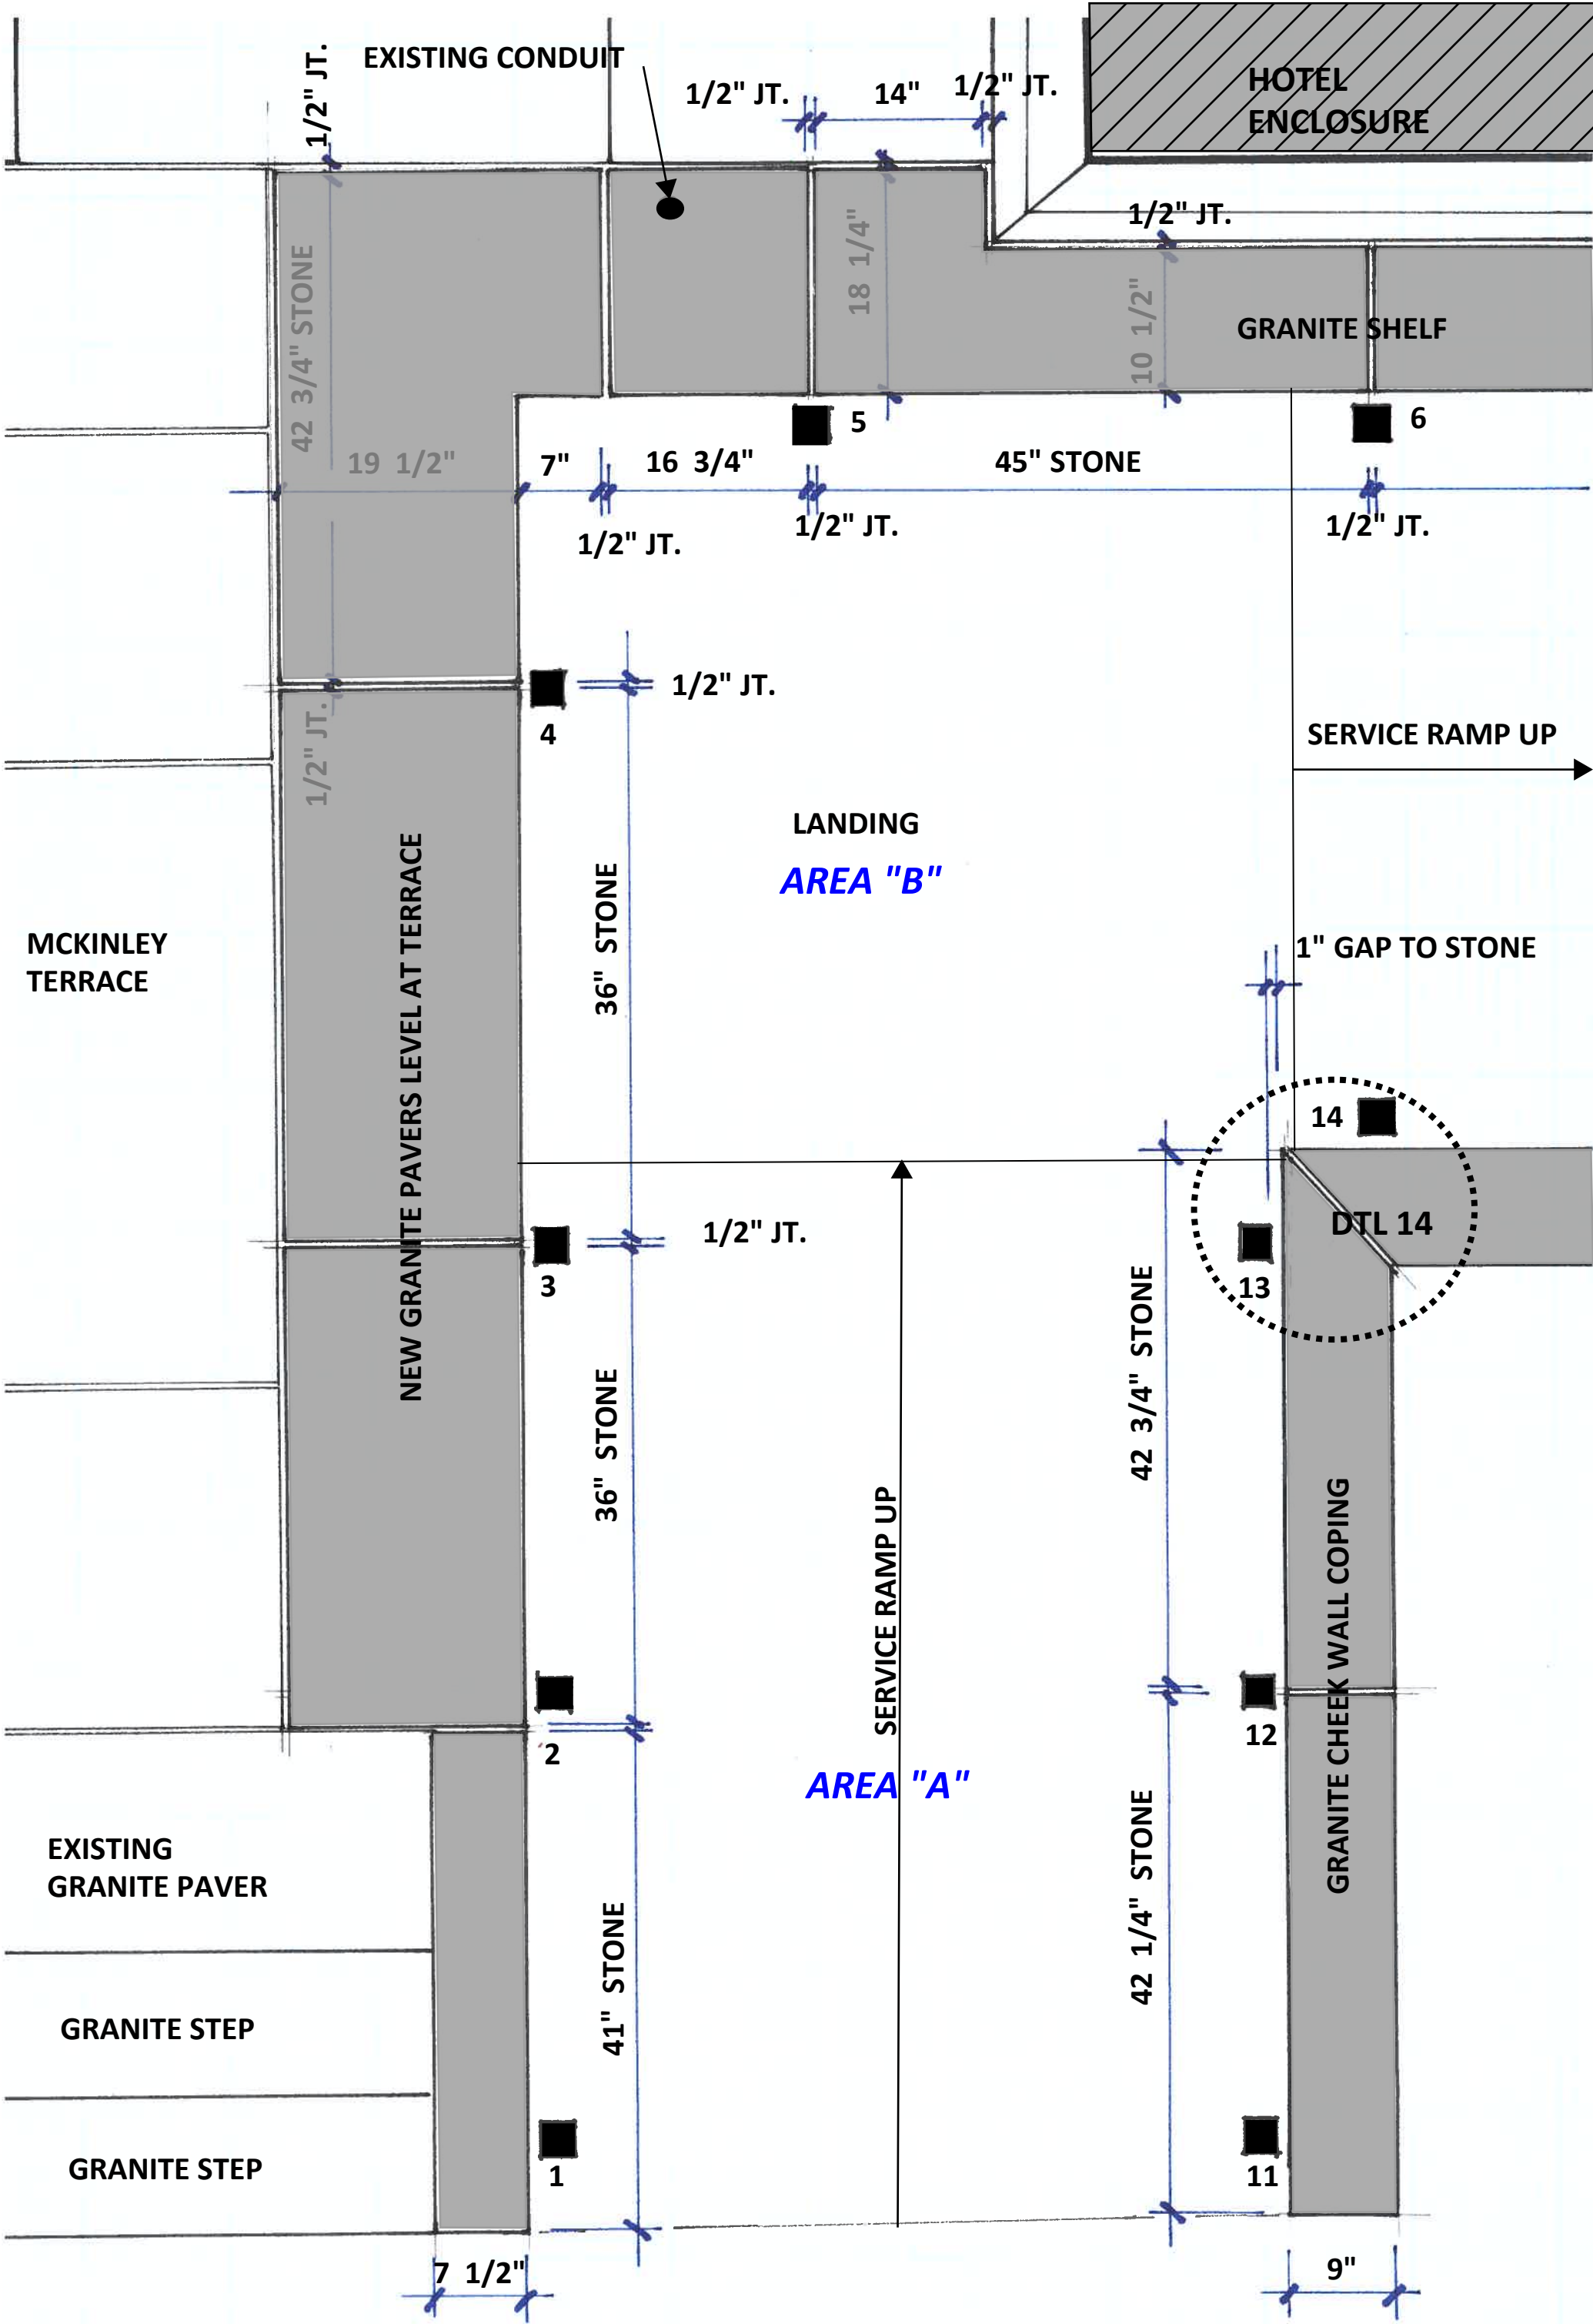 1/2" JT.
EXISTING CONDUIT
1/2" JT.
14"
1/2" JT.
HOTEL
ENCLOSURE
1/2" JT.
42 3/4" STONE
18 1/4"
10 1/2"
GRANITE SHELF
5
6
19 1/2"
7"
16 3/4"
45" STONE
1/2" JT.
1/2" JT.
1/2" JT.
1/2" JT.
4
1/2" JT.
SERVICE RAMP UP
LANDING
AREA "B"
36" STONE
NEW GRANITE PAVERS LEVEL AT TERRACE
MCKINLEY
TERRACE
1" GAP TO STONE
14
DTL 14
13
1/2" JT.
3
42 3/4" STONE
36" STONE
SERVICE RAMP UP
GRANITE CHEEK WALL COPING
12
2
AREA "A"
EXISTING
GRANITE PAVER
42 1/4" STONE
41" STONE
GRANITE STEP
GRANITE STEP
1
11
7 1/2"
9"